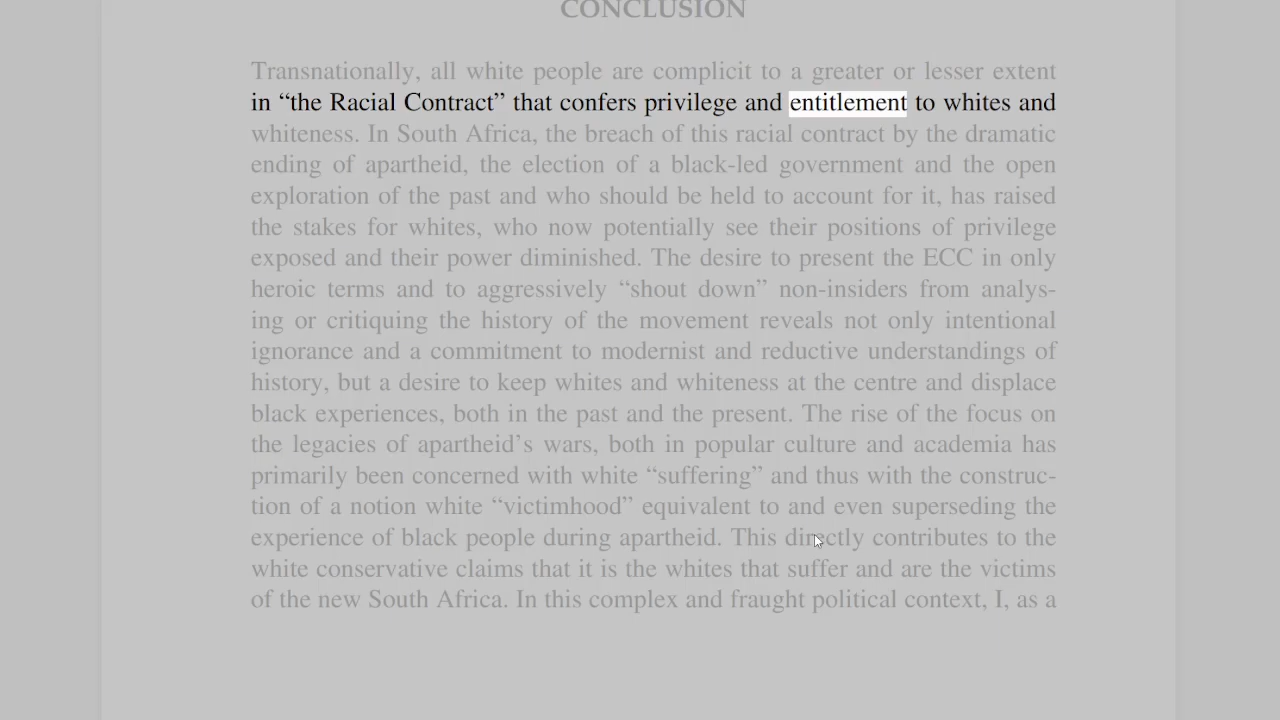 CONCLUSION
Transnationally, all white people are complicit to a greater or lesser extent
in “the Racial Contract” that confers privilege and entitlement to whites and
whiteness. In South Africa, the breach of this racial contract by the dramatic
ending of apartheid, the election of a black-led government and the open
exploration of the past and who should be held to account for it, has raised
the stakes for whites, who now potentially see their positions of privilege
exposed and their power diminished. The desire to present the ECC in only
heroic terms and to aggressively “shout down” non-insiders from analys-
ing or critiquing the history of the movement reveals not only intentional
ignorance and a commitment to modernist and reductive understandings of
history, but a desire to keep whites and whiteness at the centre and displace
black experiences, both in the past and the present. The rise of the focus on
the legacies of apartheid’s wars, both in popular culture and academia has
primarily been concerned with white “suffering” and thus with the construc-
tion of a notion white “victimhood” equivalent to and even superseding the
experience of black people during apartheid. This directly contributes to the
white conservative claims that it is the whites that suffer and are the victims
of the new South Africa. In this complex and fraught political context, I, as a